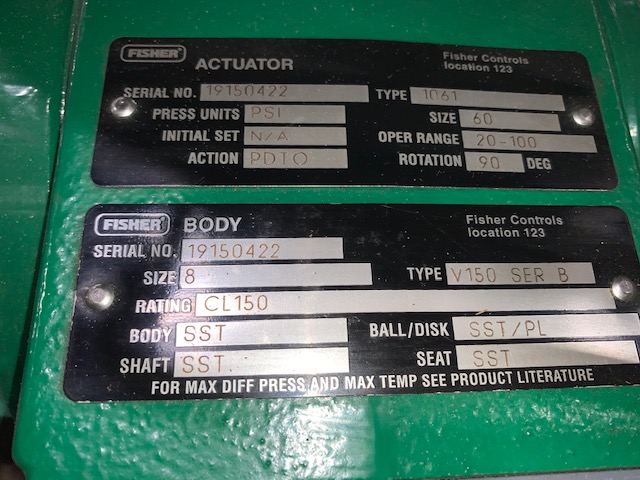 FISHER ACTUATOR Fisher Controls
location 123
SERIAL NO. 19150422 TYPE 1061
PRESS UNITS PSI SIZE 60
INITIAL SET N/A OPER RANGE 20-100
ACTION PDTO ROTATION 90 DEG
FISHER BODY Fisher Controls
location 123
SERIAL NO. 19150422
SIZE 8 TYPE V150 SER B
RATING CL150
BODY SST BALL/DISK SST/PL
SHAFT SST SEAT SST
FOR MAX DIFF PRESS AND MAX TEMP SEE PRODUCT LITERATURE